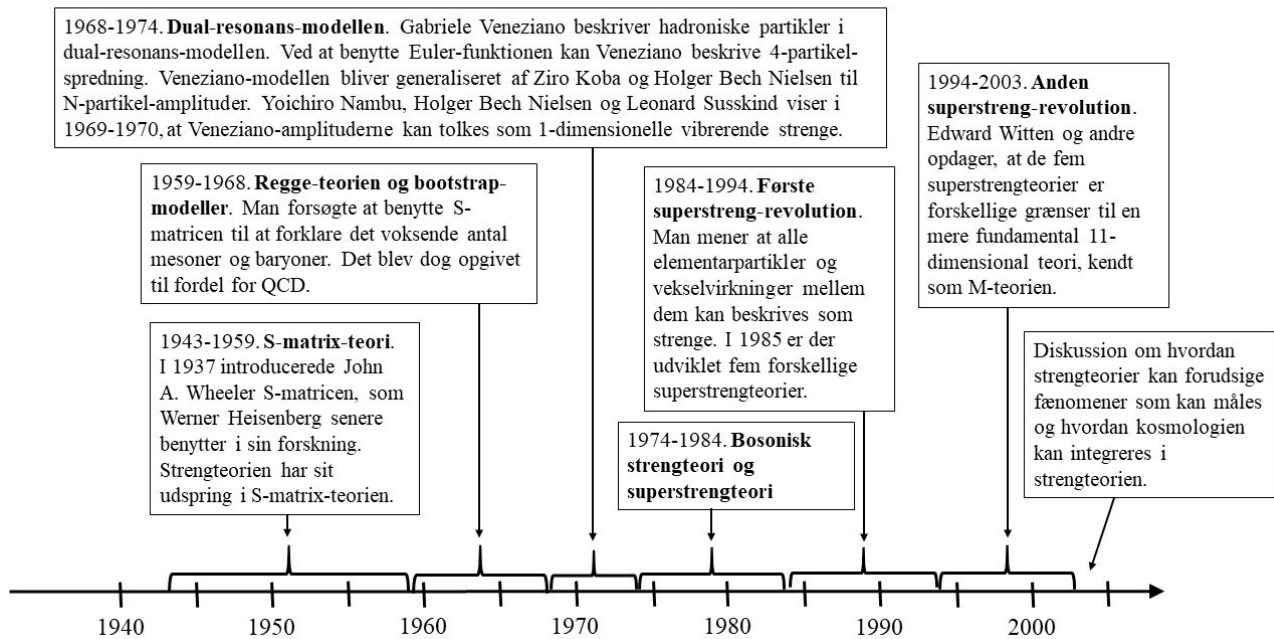 1968-1974. Dual-resonans-modellen. Gabriele Veneziano beskriver hadroniske partikler i
dual-resonans-modellen. Ved at benytte Euler-funktionen kan Veneziano beskrive 4-partikel-
spredning. Veneziano-modellen bliver generaliseret af Ziro Koba og Holger Bech Nielsen til
N-partikel-amplituder. Yoichiro Nambu, Holger Bech Nielsen og Leonard Susskind viser i
1969-1970, at Veneziano-amplituderne kan tolkes som 1-dimensionelle vibrerende strenge.
1994-2003. Anden
superstreng-revolution.
Edward Witten og andre
opdager, at de fem
superstrengteorier er
forskellige grænser til en
mere fundamental 11-
dimensional teori, kendt
som M-teorien.
1959-1968. Regge-teorien og bootstrap-
modeller. Man forsøgte at benytte S-
matricen til at forklare det voksende antal
mesoner og baryoner. Det blev dog opgivet
til fordel for QCD.
1984-1994. Første
superstreng-revolution.
Man mener at alle
elementarpartikler og
vekselvirkninger mellem
dem kan beskrives som
strenge. I 1985 er der
udviklet fem forskellige
superstrengteorier.
1943-1959. S-matrix-teori.
I 1937 introducerede John
A. Wheeler S-matricen, som
Werner Heisenberg senere
benytter i sin forskning.
Strengteorien har sit
udspring i S-matrix-teorien.
Diskussion om hvordan
strengteorier kan forudsige
fænomener som kan måles
og hvordan kosmologien
kan integreres i
strengteorien.
1974-1984. Bosonisk
strengteori og
superstrengteori
1940 1950 1960 1970 1980 1990 2000